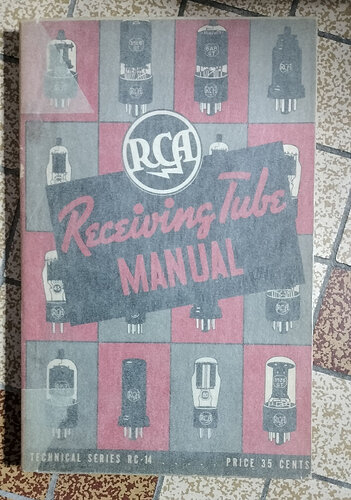 RCA
Receiving Tube
MANUAL
TECHNICAL SERIES RC-14
PRICE 35 CENTS